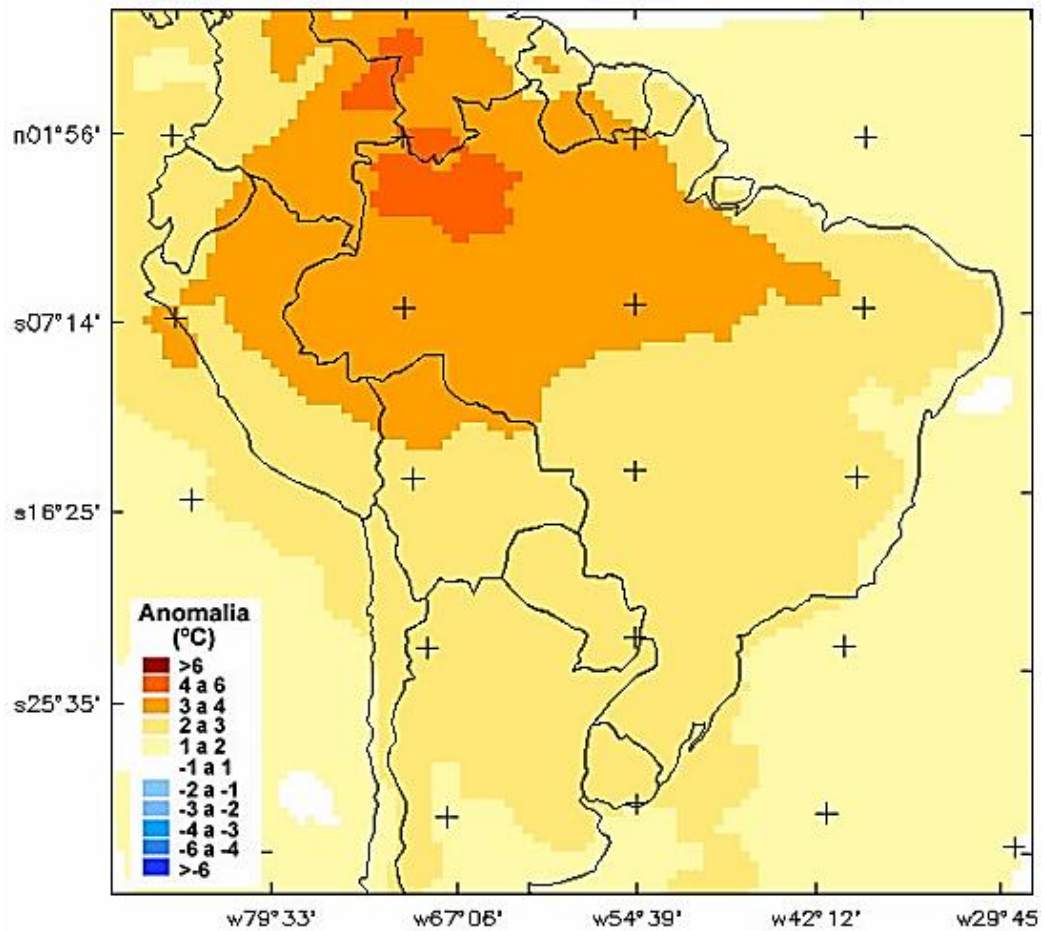 n01°56'
s07°14'
s16°25'
s25°35'
Anomalia
(ºC)
>6
4 a 6
3 a 4
2 a 3
1 a 2
-1 a 1
-2 a -1
-3 a -2
-4 a -3
-6 a -4
>-6
w79°33' w67°06' w54°39' w42°12' w29°45